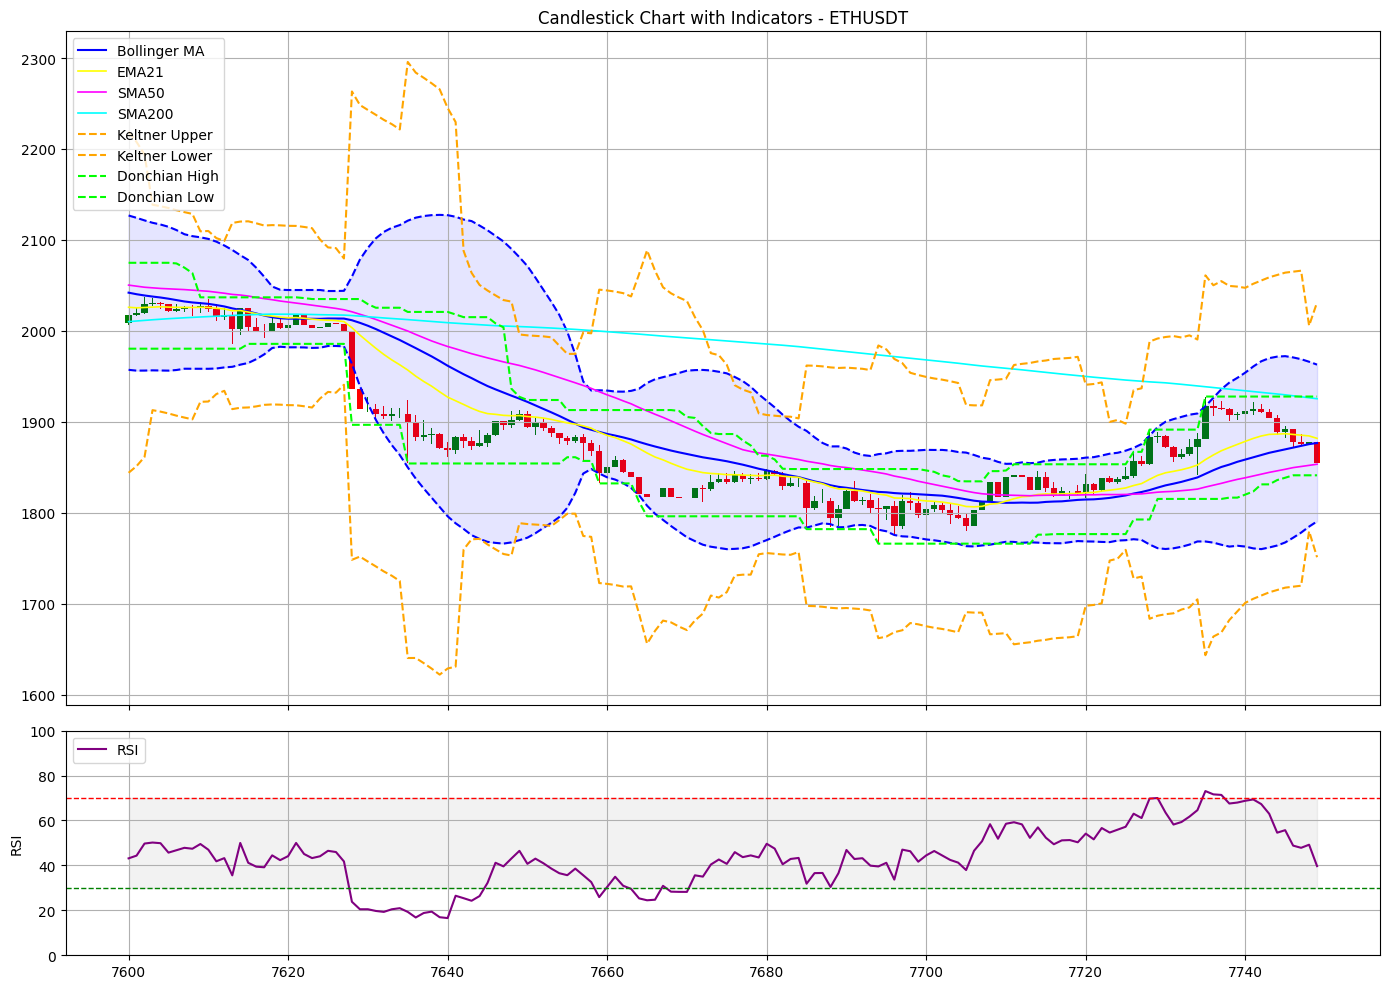 Candlestick Chart with Indicators - ETHUSDT
Bollinger MA
EMA21
SMA50
SMA200
Keltner Upper
Keltner Lower
Donchian High
Donchian Low
2300
2200
2100
2000
1900
1800
1700
1600
RSI
RSI
100
80
60
40
20
0
7600
7620
7640
7660
7680
7700
7720
7740